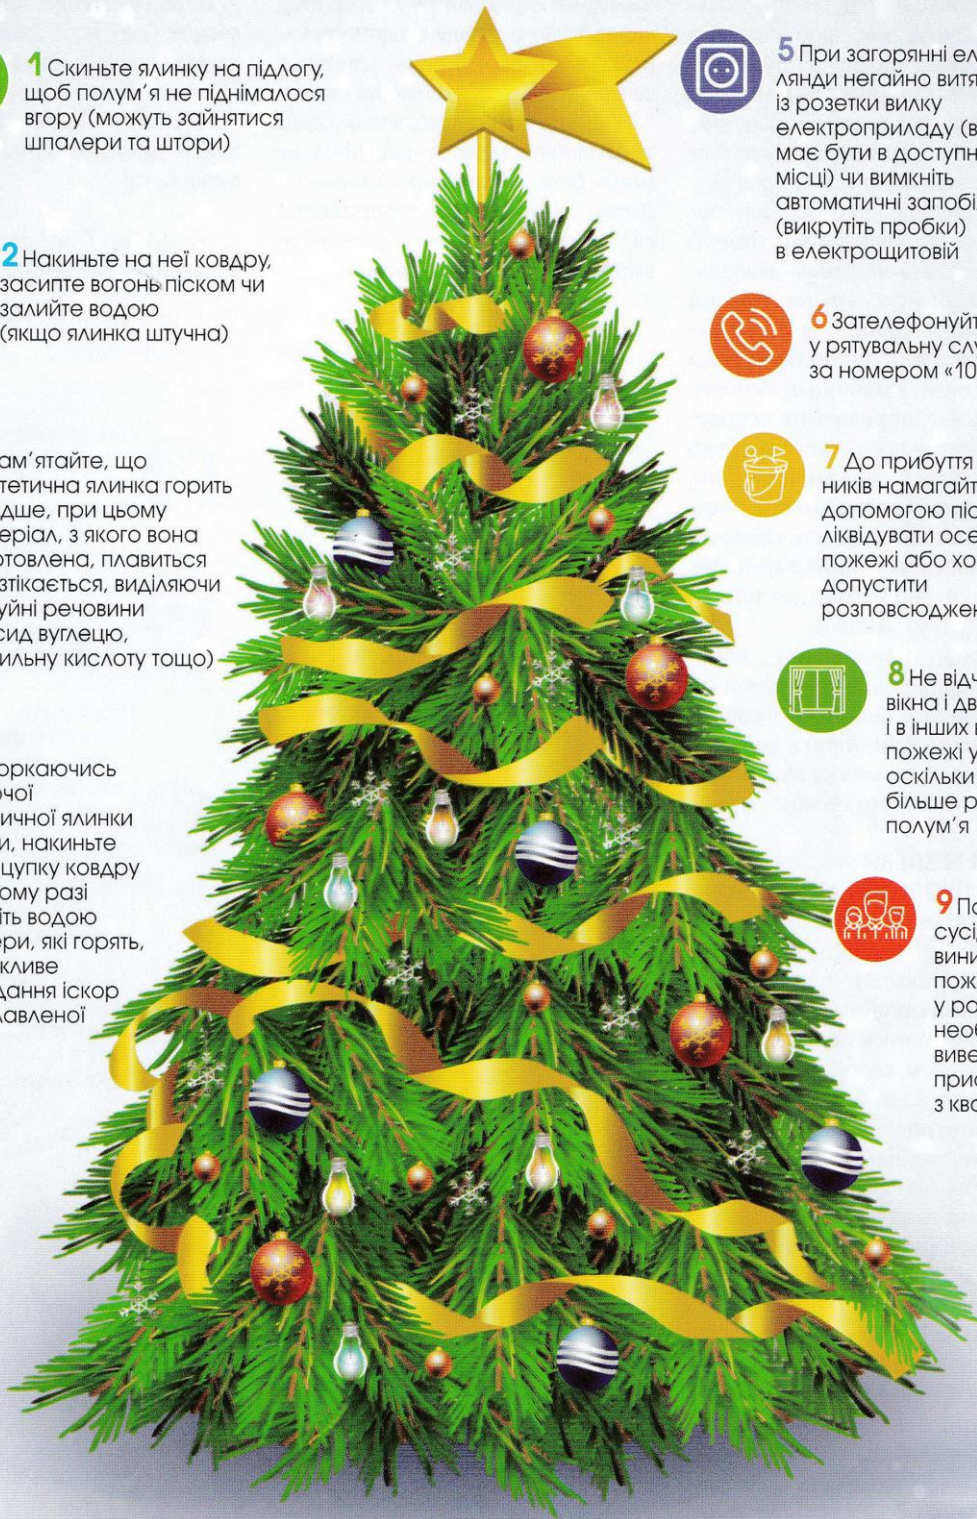 1 Скиньте ялинку на підлогу,
щоб полум'я не піднімалося
вгору (можуть зайнятися
шпалери та штори)
2 Накиньте на неї ковдру,
засипте вогонь піском чи
залийте водою
(якщо ялинка штучна)
ам'ятайте, що
тетична ялинка горить
дше, при цьому
еріал, з якого вона
отовлена, плавиться
зтікається, виділяючи
уйні речовини
сид вуглецю,
ильну кислоту тощо)
оркаючись
очої
ичної ялинки
и, накиньте
цупку ковдру
ому разі
іть водою
ери, які горять,
кливе
дання іскор
лавленої
5 При загорянні ел
лянди негайно витя
із розетки вилку
електроприладу (в
має бути в доступн
місці) чи вимкніть
автоматичні запобі
(викрутіть пробки)
в електрощитовій
6 Зателефонуйт
у рятувальну слу
за номером «10
7 До прибуття
ників намагайт
допомогою піс
ліквідувати осе
пожежі або хо
допустити
розповсюджен
8 Не відч
вікна і дв
і в інших
пожежі у
оскільки
більше р
полум'я
9 По
сусід
вини
пож
у ро
необ
виве
прис
з ква